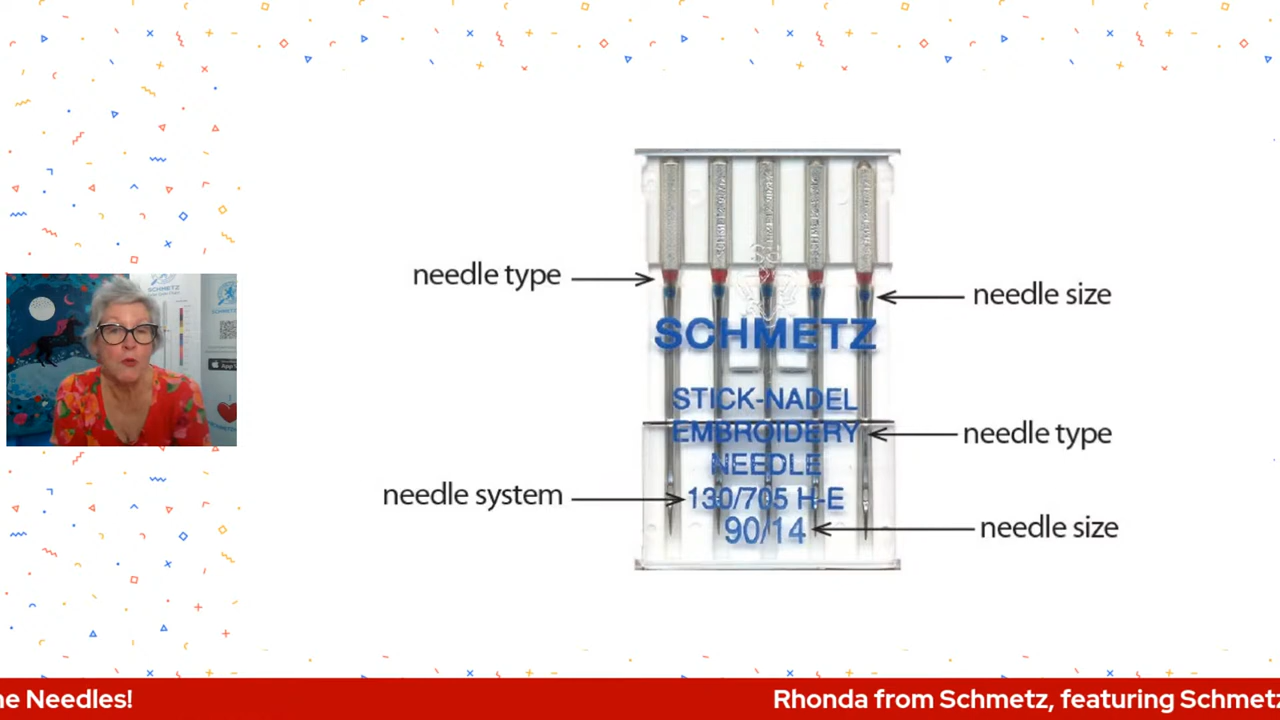 needle type
needle size
SCHMETZ
STICK-NADEL
EMBROIDERY
NEEDLE
needle type
needle system
130/705 H-E
90/14
needle size
SCHMETZ
ne Needles!
Rhonda from Schmetz, featuring Schmetz